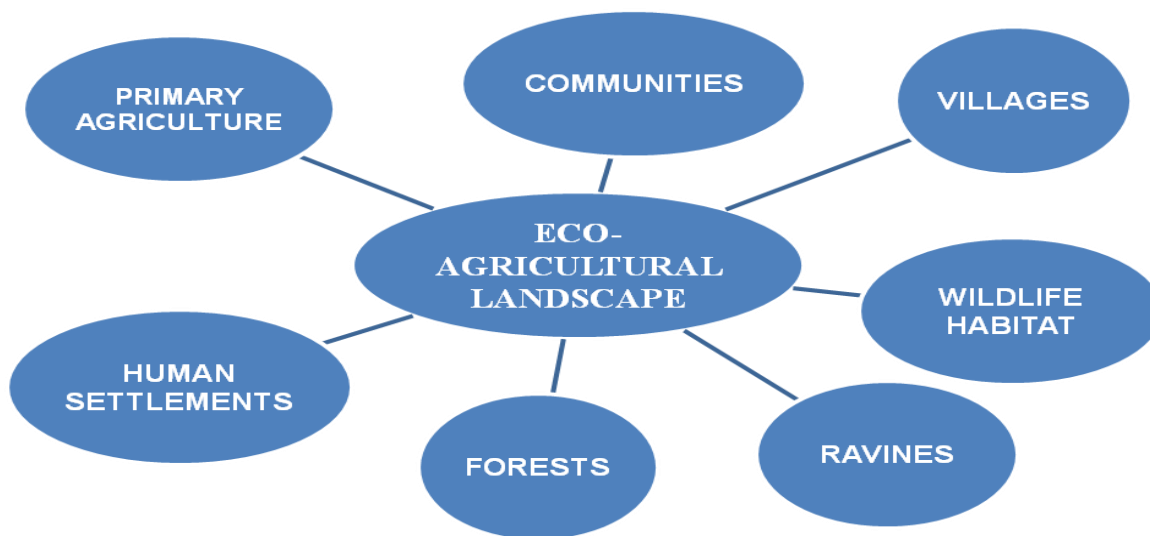 PRIMARY
AGRICULTURE
COMMUNITIES
VILLAGES
ECO-
AGRICULTURAL
LANDSCAPE
WILDLIFE
HABITAT
HUMAN
SETTLEMENTS
FORESTS
RAVINES